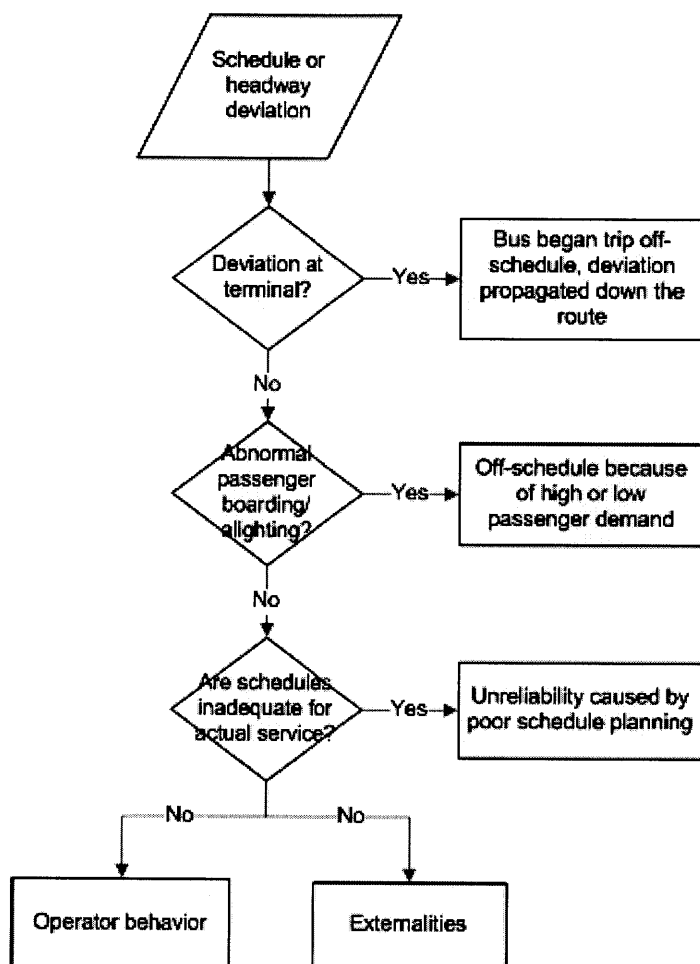 Schedule or
headway
deviation
Deviation at
terminal?
Yes
Bus began trip off-
schedule, deviation
propagated down the
route
No
Abnormal
passenger
boarding/
alighting?
Yes
Off-schedule because
of high or low
passenger demand
No
Are schedules
inadequate for
actual service?
Yes
Unreliability caused by
poor schedule planning
No
No
Operator behavior
Externalities